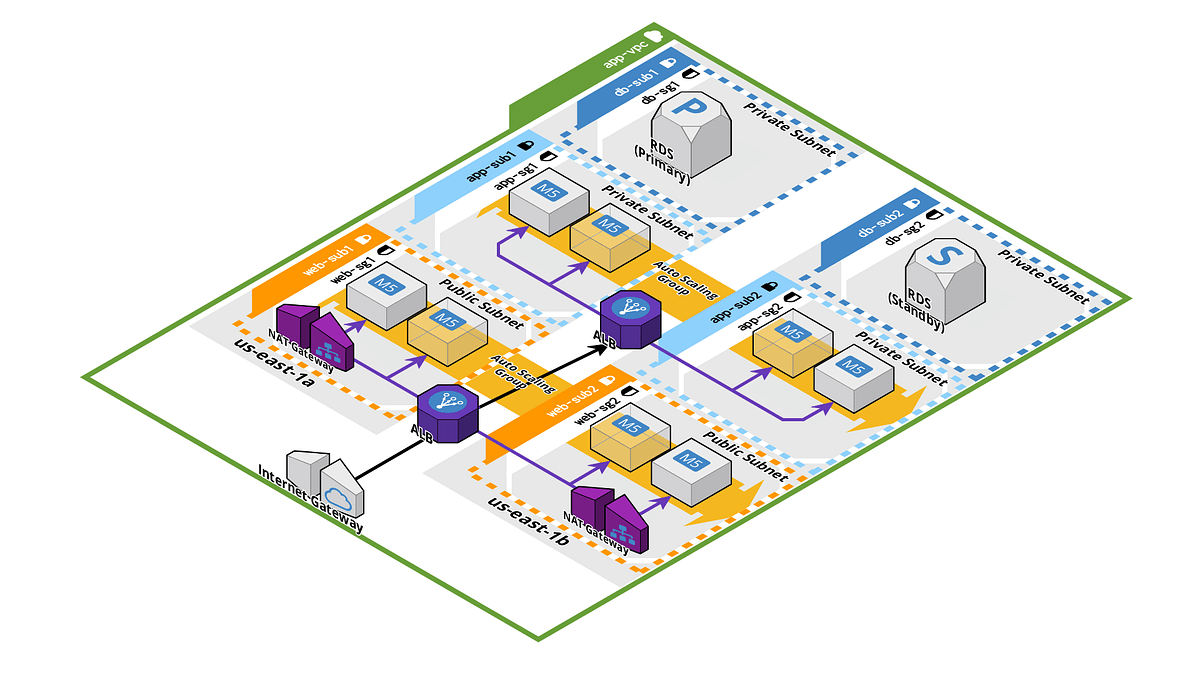 app-vpc
db-sub1
db-sg1
P
RDS
(Primary)
Private Subnet
app-sub1
app-sg1
M5
M5
Private Subnet
Auto Scaling
Group
web-sub1
web-sg1
M5
M5
Public Subnet
Auto Scaling
Group
NAT Gateway
us-east-1a
ALB
ALB
Internet Gateway
db-sub2
db-sg2
S
RDS
(Standby)
Private Subnet
app-sub2
app-sg2
M5
M5
Private Subnet
web-sub2
web-sg2
M5
M5
Public Subnet
NAT Gateway
us-east-1b